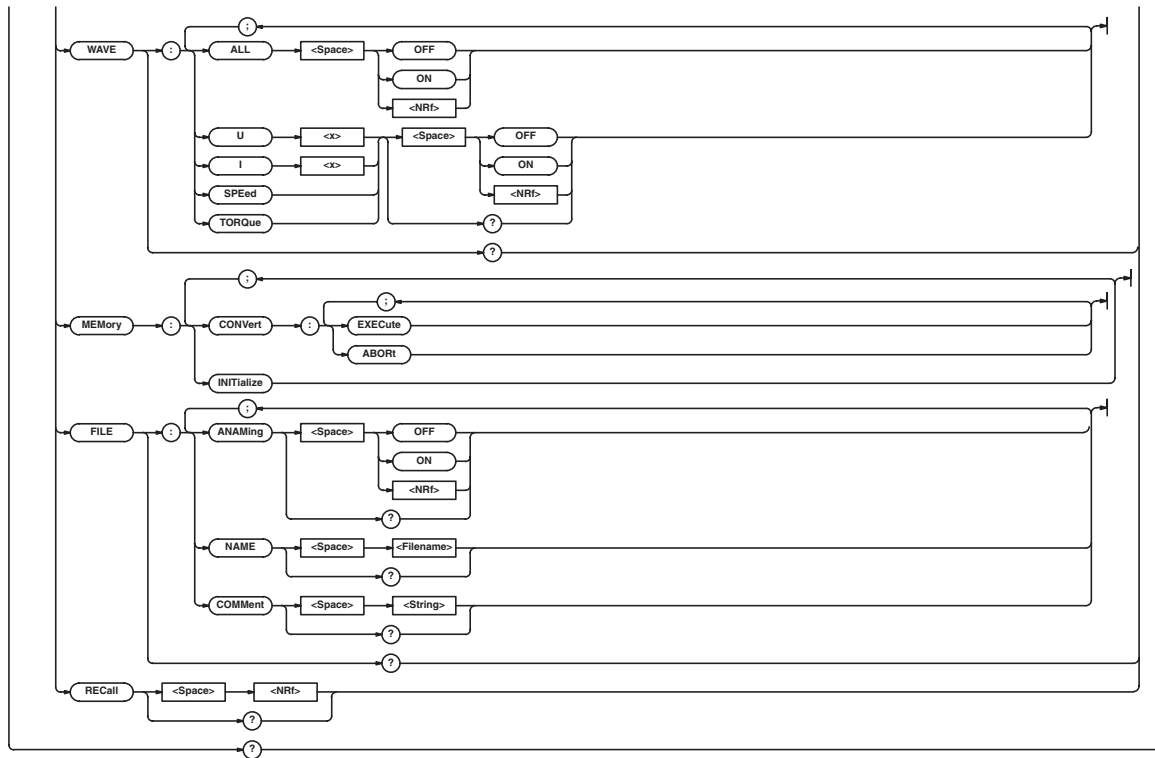 ;
WAVE : ALL <Space> OFF
ON
<NRf>
U <x> <Space> OFF
I <x> ON
SPEed <NRf>
TORQue ?
?
;
;
MEMory : CONVert : EXECute
ABORt
INITialize
;
FILE : ANAMing <Space> OFF
ON
<NRf>
?
NAME <Space> <Filename>
?
COMMent <Space> <String>
?
?
RECall <Space> <NRf>
?
?